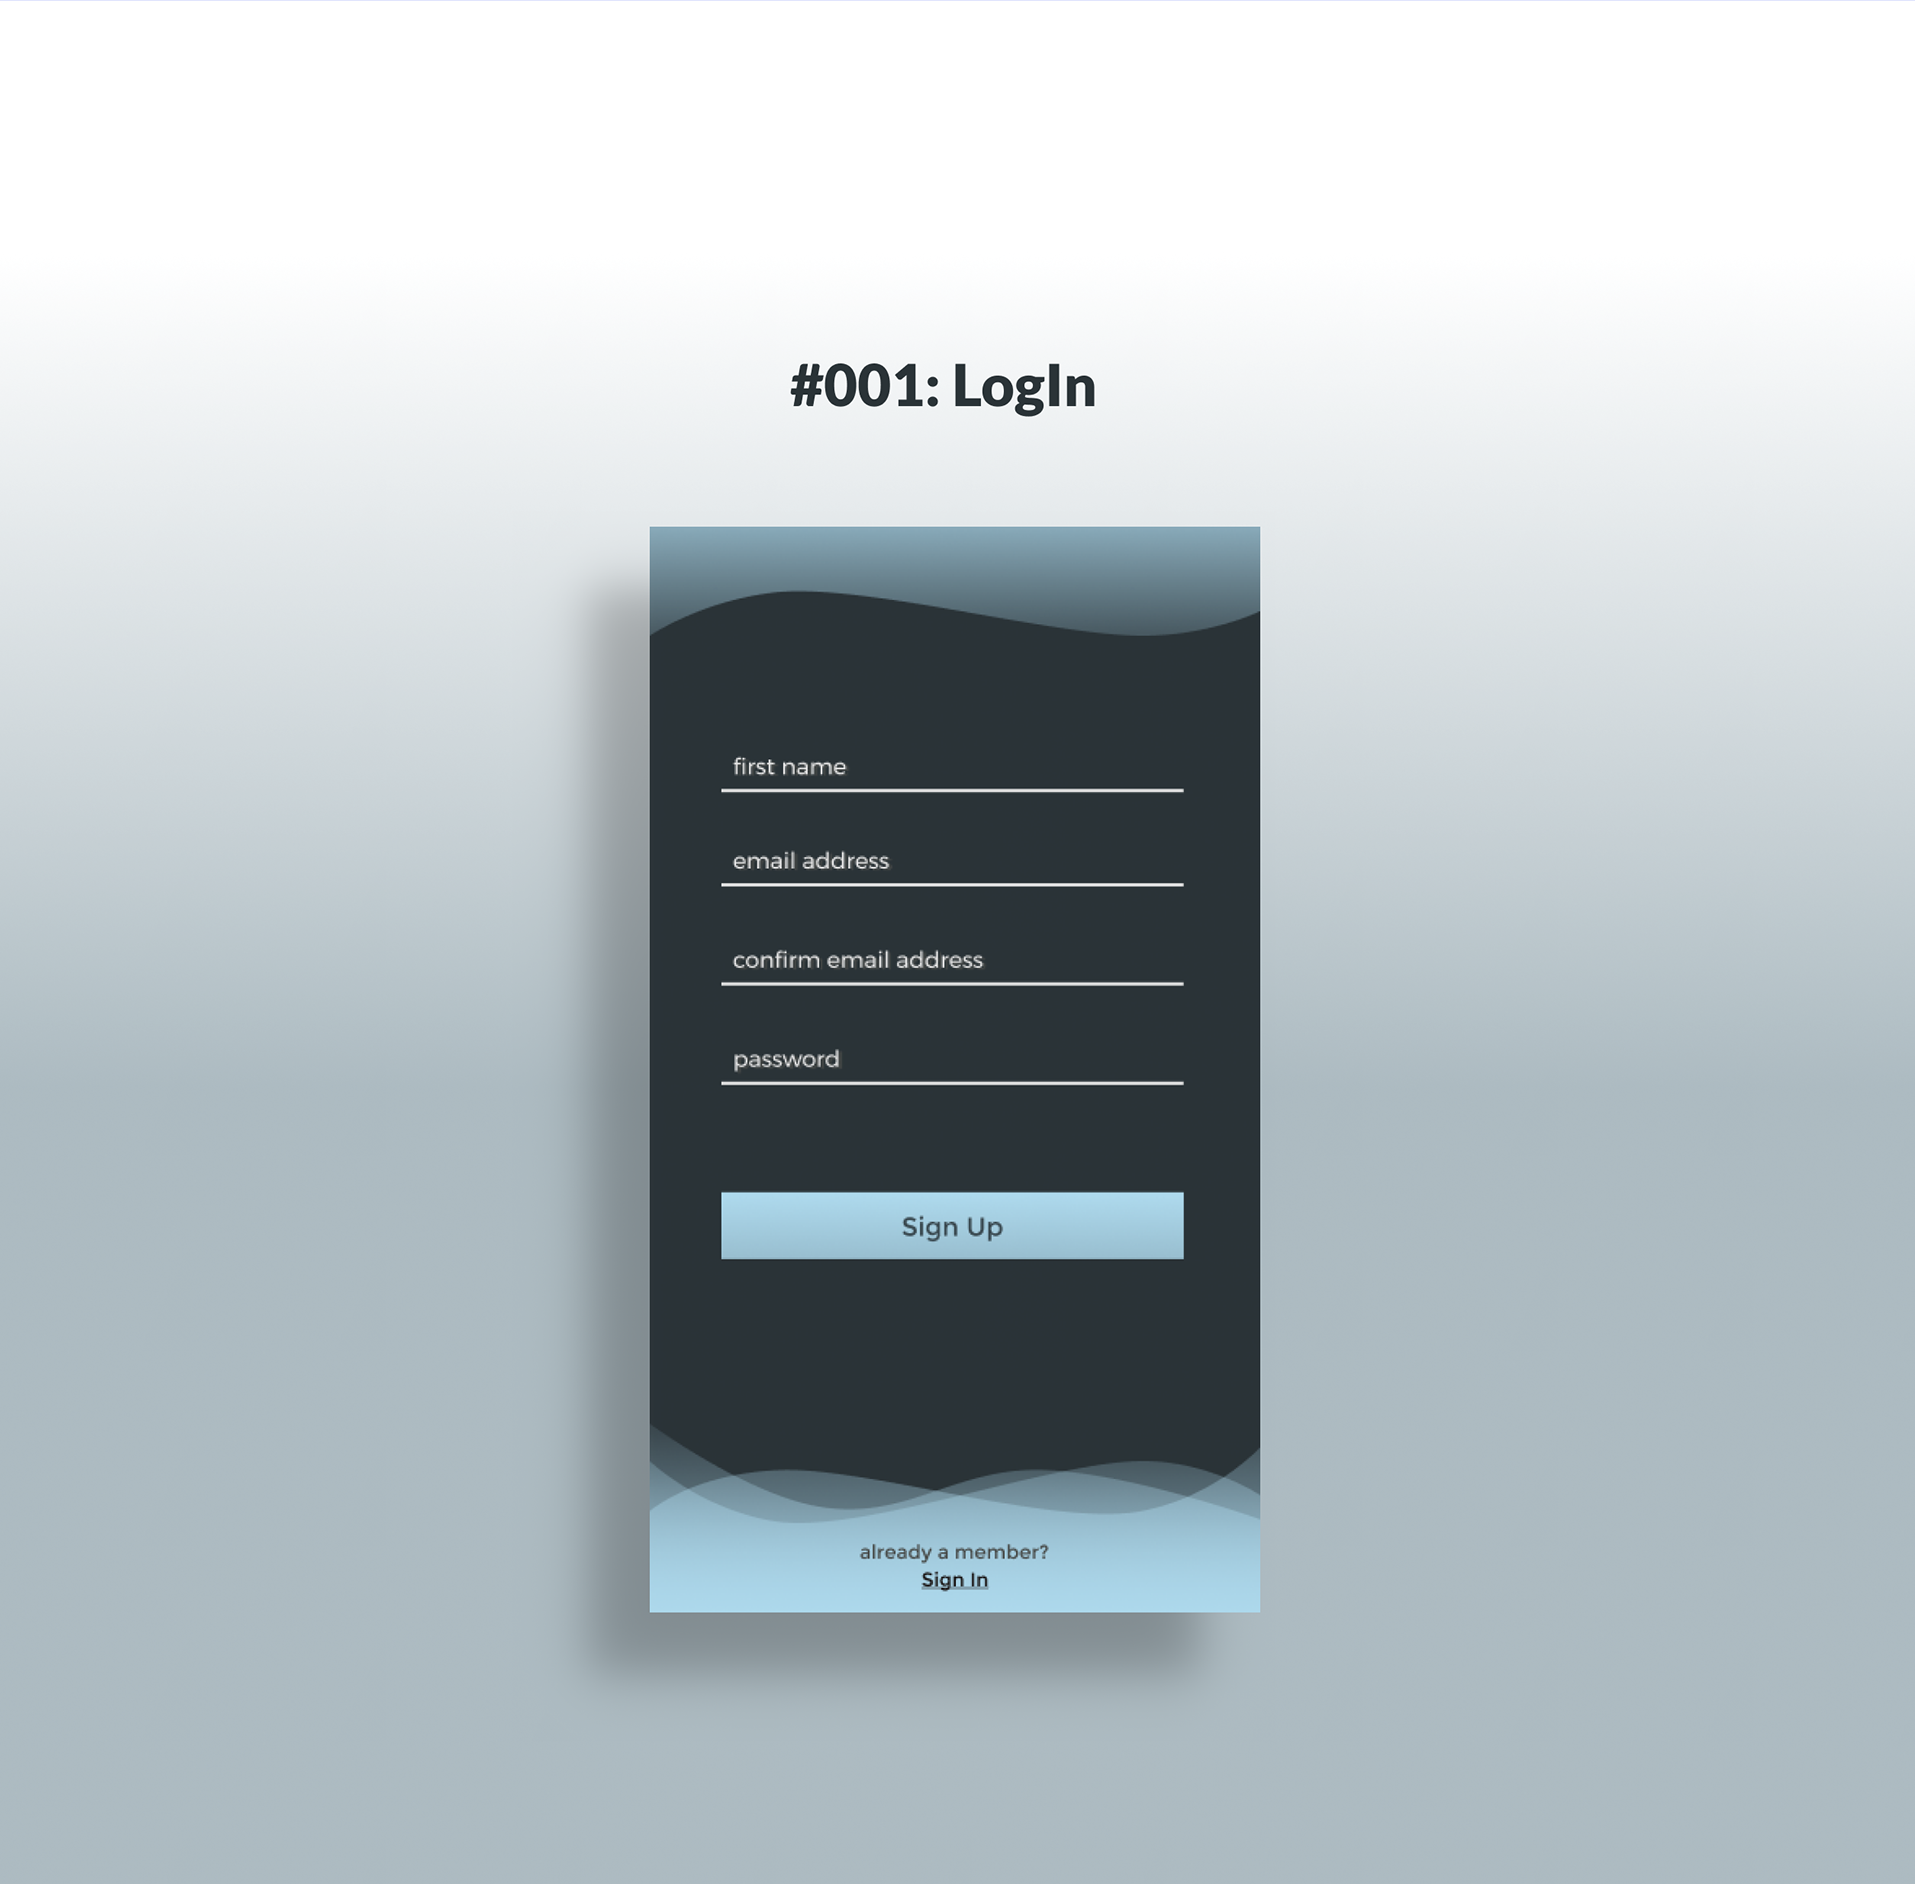 #001: LogIn
first name
email address
confirm email address
password
Sign Up
already a member?
Sign In